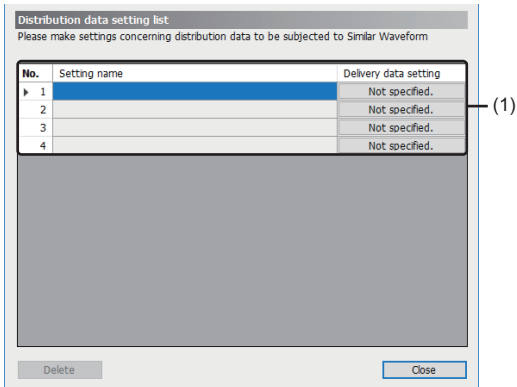 Distribution data setting list
Please make settings concerning distribution data to be subjected to Similar Waveform
No. Setting name Delivery data setting
1 Not specified.
(1)
2 Not specified.
3 Not specified.
4 Not specified.
Delete Close